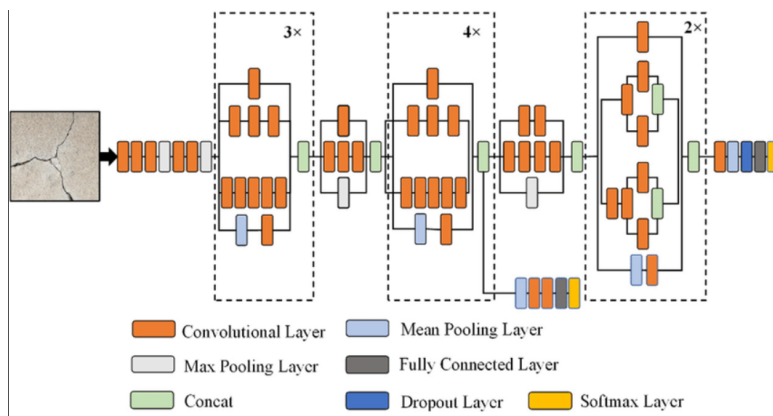 3×
4×
2×
Convolutional Layer
Mean Pooling Layer
Max Pooling Layer
Fully Connected Layer
Concat
Dropout Layer
Softmax Layer